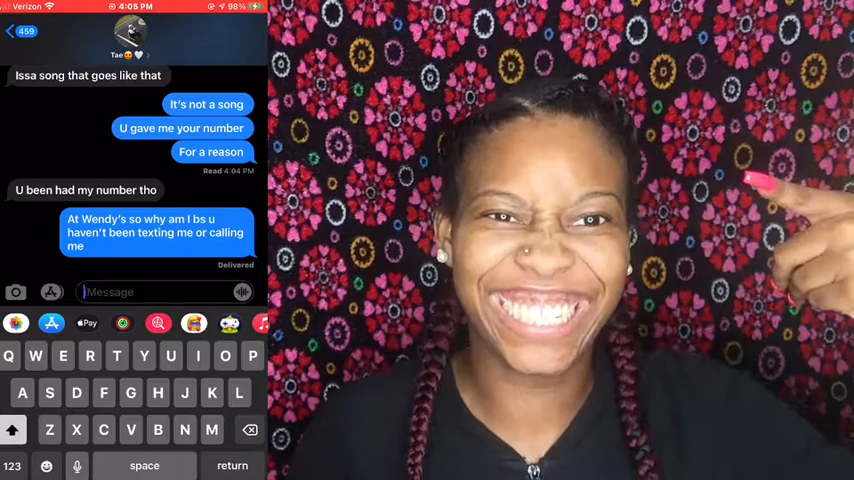 Verizon 4:05 PM 98%
459
Tae
Issa song that goes like that
It's not a song
U gave me your number
For a reason
Read 4:04 PM
U been had my number tho
At Wendy's so why am I bs u
haven't been texting me or calling
me
Delivered
Message
Pay
Q W E R T Y U I O P
A S D F G H J K L
Z X C V B N M
123 space return